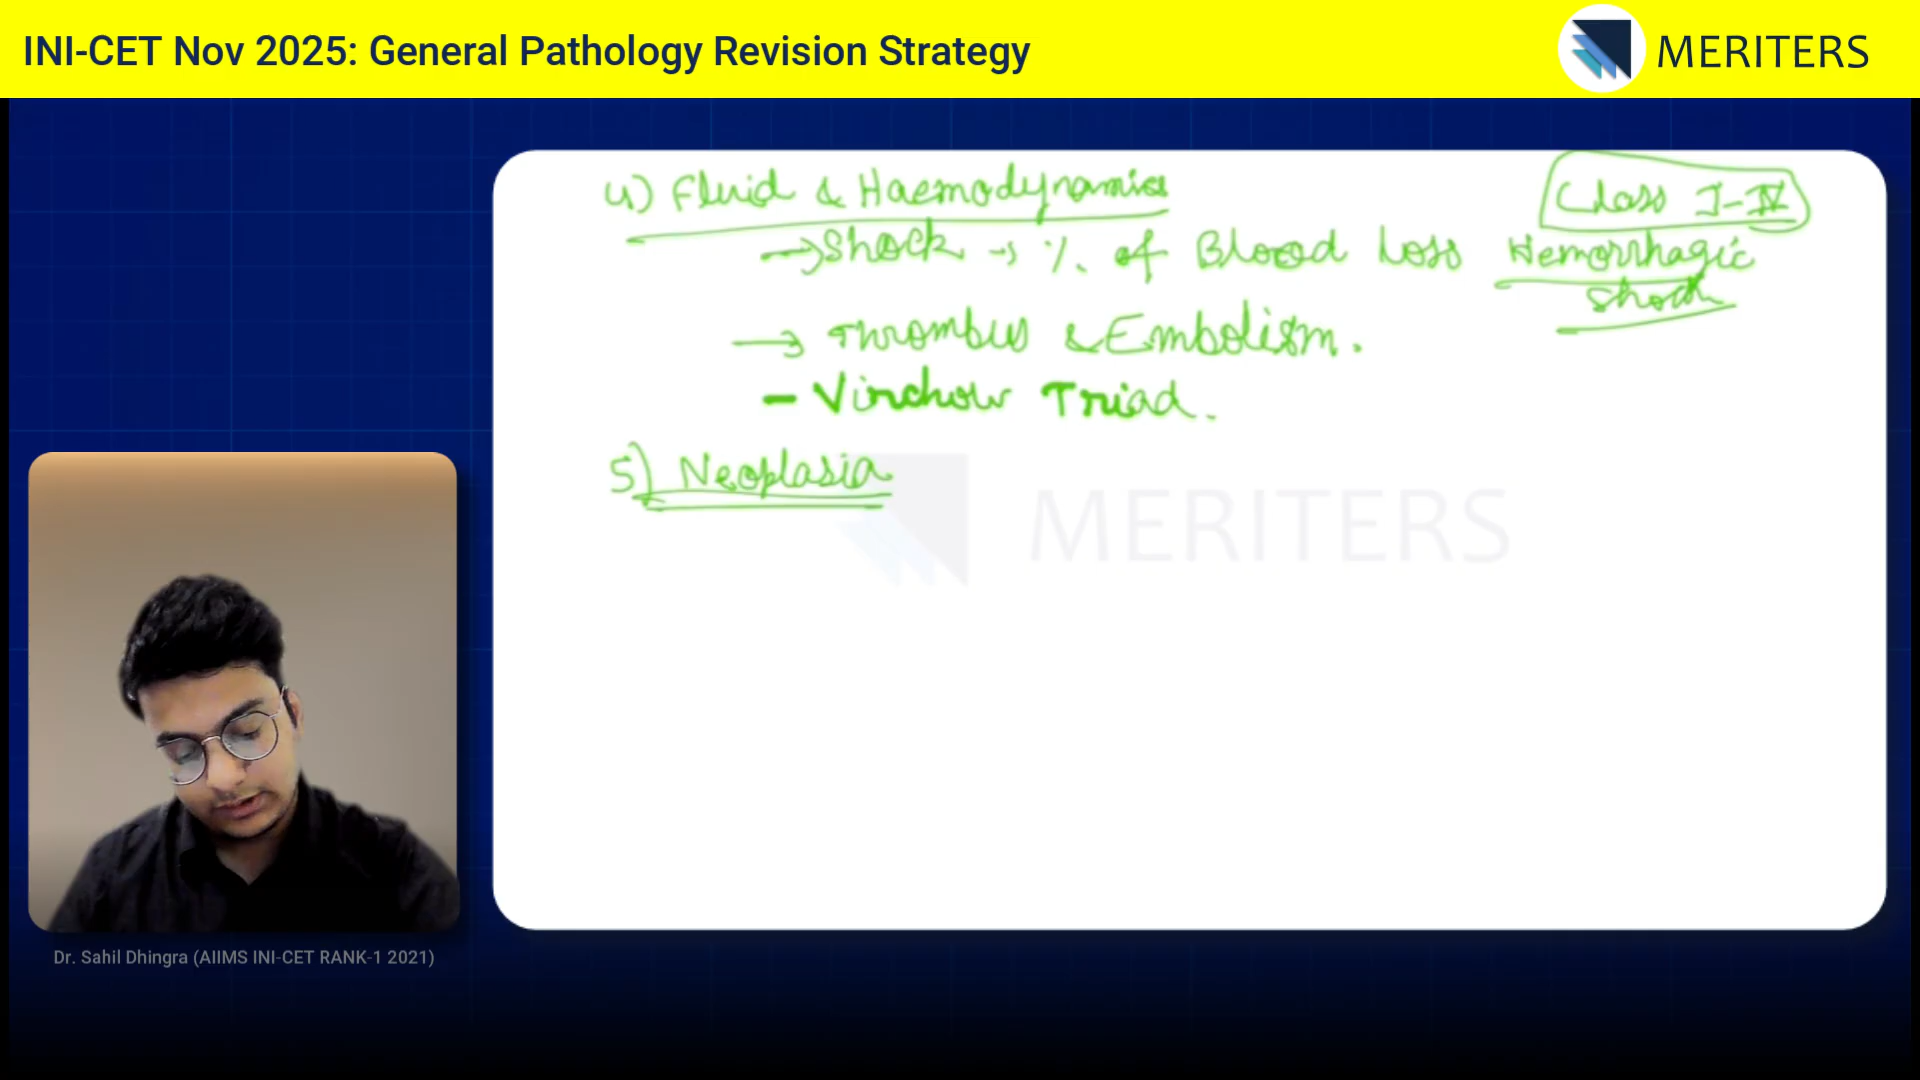 INI-CET Nov 2025: General Pathology Revision Strategy
MERITERS
4) Fluid & Haemodynamics
Class I-IV
→ Shock → % of Blood Loss Hemorrhagic
Shock
→ Thrombus & Embolism.
- Virchow Triad.
5) Neoplasia
MERITERS
Dr. Sahil Dhingra (AIIMS INI-CET RANK-1 2021)